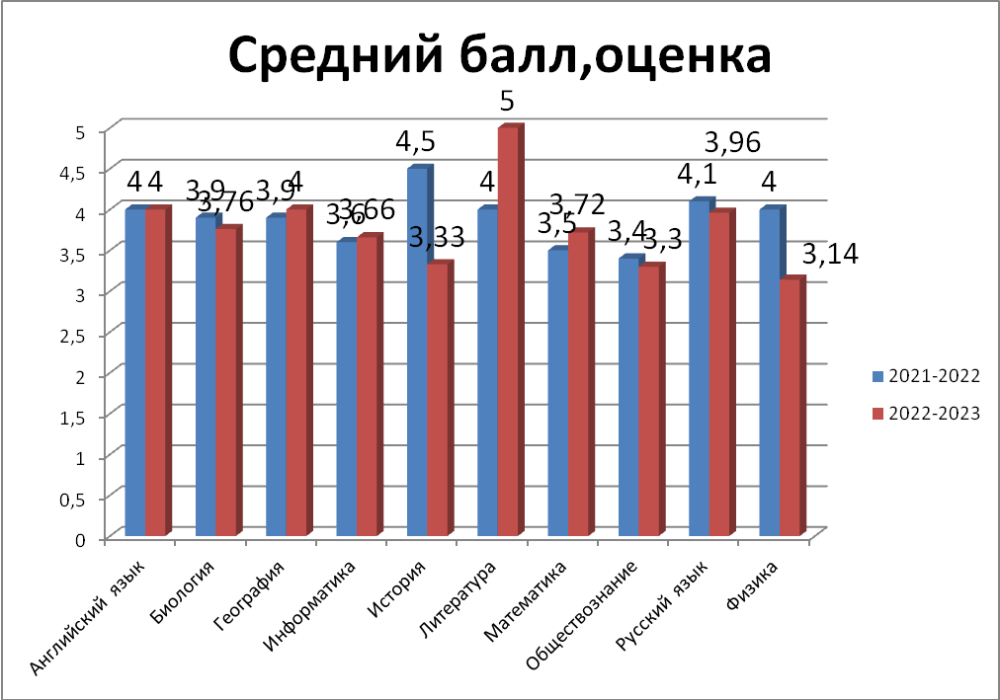 Средний балл,оценка
5
4,5
4
3,5
3
2,5
2
1,5
1
0,5
0
4 4
3,9 3,76
3,9 4
3,6 3,66
4,5 3,33
4 5
3,5 3,72
3,4 3,3
4,1 3,96
4 3,14
Английский язык
Биология
География
Информатика
История
Литература
Математика
Обществознание
Русский язык
Физика
2021-2022
2022-2023